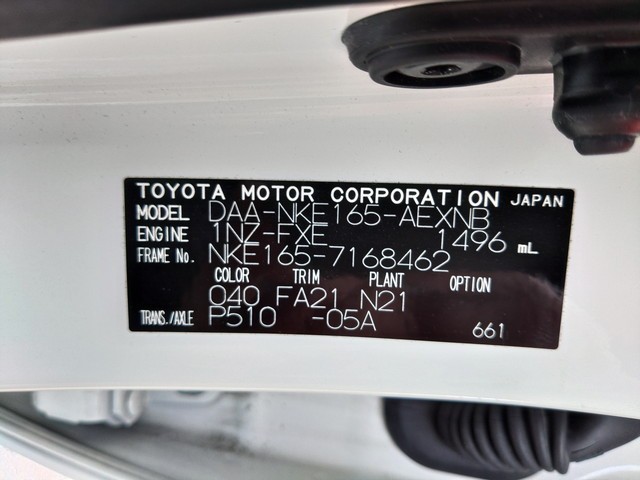 TOYOTA MOTOR CORPORATION JAPAN
MODEL DAA-NKE165-AEXNB
ENGINE 1NZ-FXE 1496 mL
FRAME No. NKE165-7168462
COLOR TRIM PLANT OPTION
040 FA21 N21
TRANS./AXLE P510 -05A 661